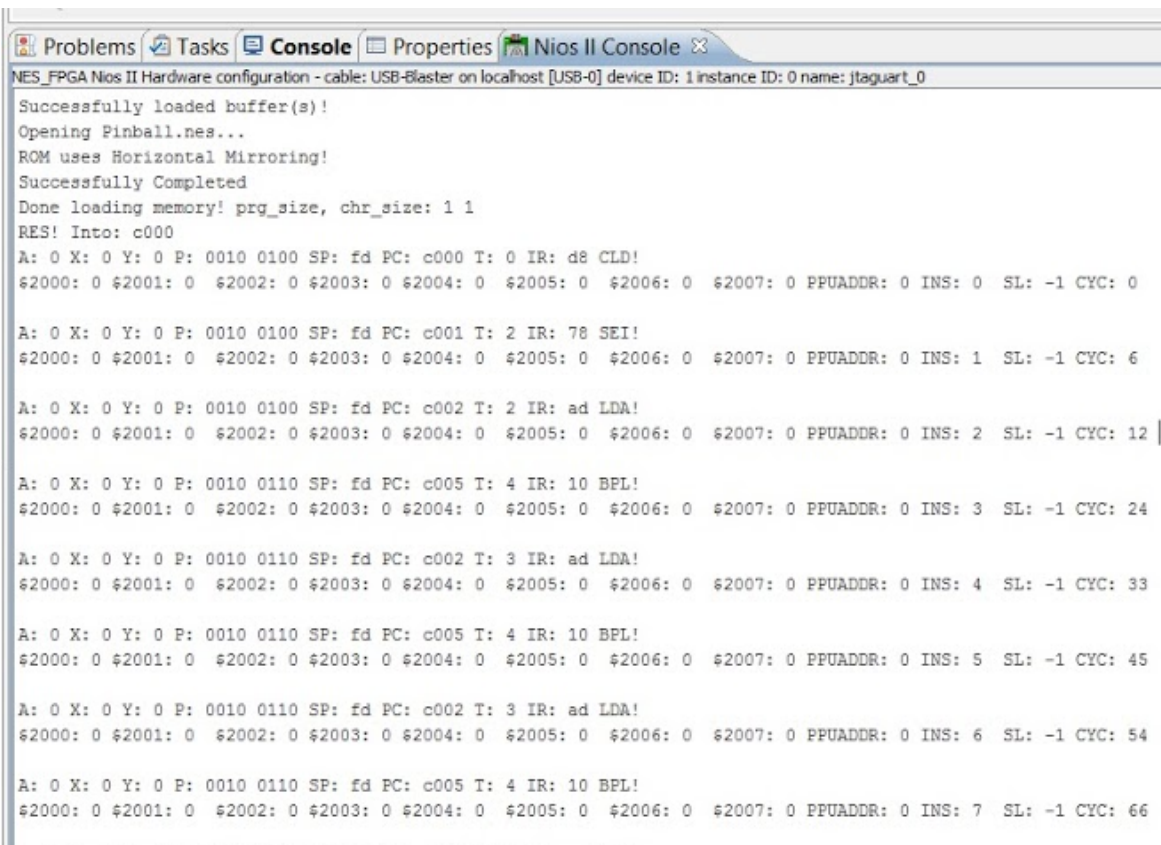 Problems Tasks Console Properties Nios II Console
NES_FPGA Nios II Hardware configuration - cable: USB-Blaster on localhost [USB-0] device ID: 1 instance ID: 0 name: jtaguart_0
Successfully loaded buffer(s)!
Opening Pinball.nes...
ROM uses Horizontal Mirroring!
Successfully Completed
Done loading memory! prg_size, chr_size: 1 1
RES! Into: c000
A: 0 X: 0 Y: 0 P: 0010 0100 SP: fd PC: c000 T: 0 IR: d8 CLD!
$2000: 0 $2001: 0 $2002: 0 $2003: 0 $2004: 0 $2005: 0 $2006: 0 $2007: 0 PPUADDR: 0 INS: 0 SL: -1 CYC: 0
A: 0 X: 0 Y: 0 P: 0010 0100 SP: fd PC: c001 T: 2 IR: 78 SEI!
$2000: 0 $2001: 0 $2002: 0 $2003: 0 $2004: 0 $2005: 0 $2006: 0 $2007: 0 PPUADDR: 0 INS: 1 SL: -1 CYC: 6
A: 0 X: 0 Y: 0 P: 0010 0100 SP: fd PC: c002 T: 2 IR: ad LDA!
$2000: 0 $2001: 0 $2002: 0 $2003: 0 $2004: 0 $2005: 0 $2006: 0 $2007: 0 PPUADDR: 0 INS: 2 SL: -1 CYC: 12
A: 0 X: 0 Y: 0 P: 0010 0110 SP: fd PC: c005 T: 4 IR: 10 BPL!
$2000: 0 $2001: 0 $2002: 0 $2003: 0 $2004: 0 $2005: 0 $2006: 0 $2007: 0 PPUADDR: 0 INS: 3 SL: -1 CYC: 24
A: 0 X: 0 Y: 0 P: 0010 0110 SP: fd PC: c002 T: 3 IR: ad LDA!
$2000: 0 $2001: 0 $2002: 0 $2003: 0 $2004: 0 $2005: 0 $2006: 0 $2007: 0 PPUADDR: 0 INS: 4 SL: -1 CYC: 33
A: 0 X: 0 Y: 0 P: 0010 0110 SP: fd PC: c005 T: 4 IR: 10 BPL!
$2000: 0 $2001: 0 $2002: 0 $2003: 0 $2004: 0 $2005: 0 $2006: 0 $2007: 0 PPUADDR: 0 INS: 5 SL: -1 CYC: 45
A: 0 X: 0 Y: 0 P: 0010 0110 SP: fd PC: c002 T: 3 IR: ad LDA!
$2000: 0 $2001: 0 $2002: 0 $2003: 0 $2004: 0 $2005: 0 $2006: 0 $2007: 0 PPUADDR: 0 INS: 6 SL: -1 CYC: 54
A: 0 X: 0 Y: 0 P: 0010 0110 SP: fd PC: c005 T: 4 IR: 10 BPL!
$2000: 0 $2001: 0 $2002: 0 $2003: 0 $2004: 0 $2005: 0 $2006: 0 $2007: 0 PPUADDR: 0 INS: 7 SL: -1 CYC: 66